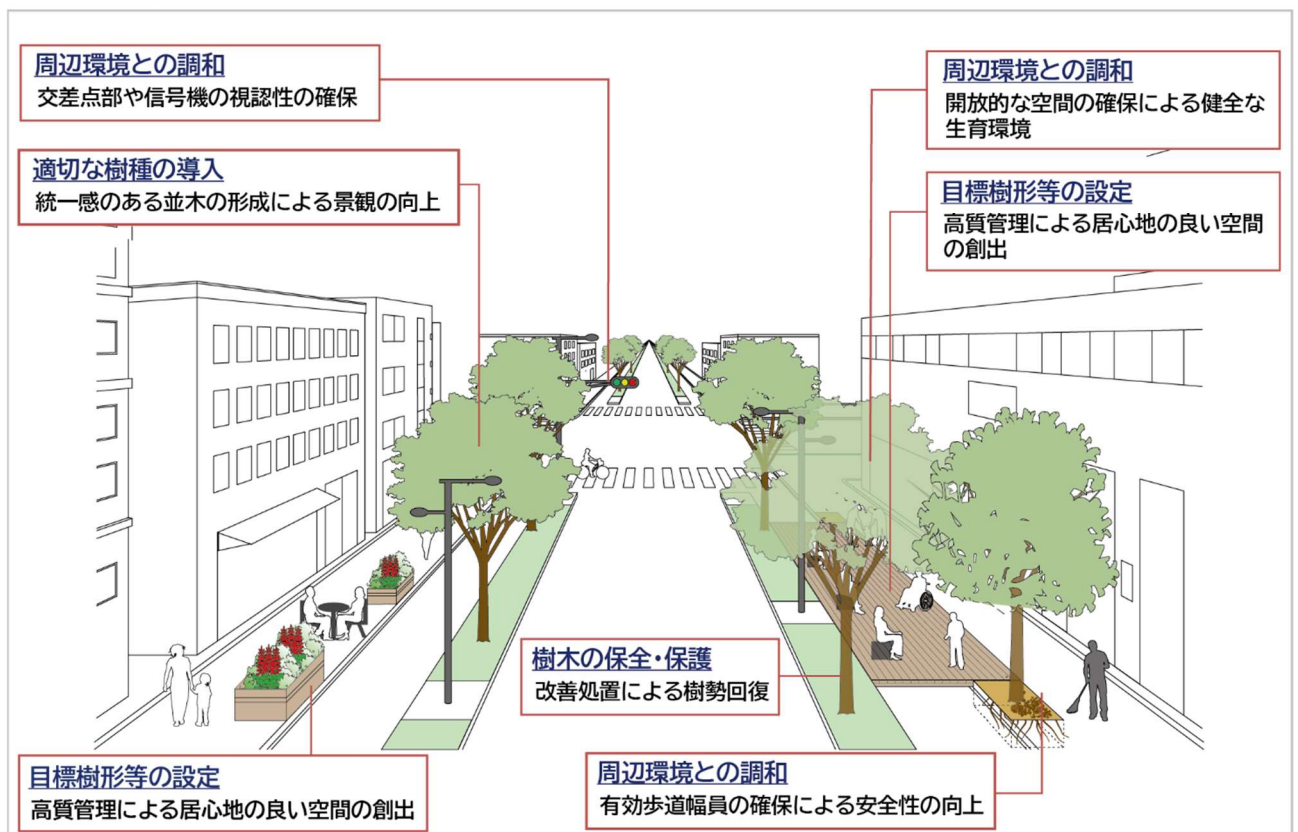 周辺環境との調和
交差点部や信号機の視認性の確保
適切な樹種の導入
統一感のある並木の形成による景観の向上
周辺環境との調和
開放的な空間の確保による健全な
生育環境
目標樹形等の設定
高質管理による居心地の良い空間
の創出
樹木の保全・保護
改善処置による樹勢回復
目標樹形等の設定
高質管理による居心地の良い空間の創出
周辺環境との調和
有効歩道幅員の確保による安全性の向上